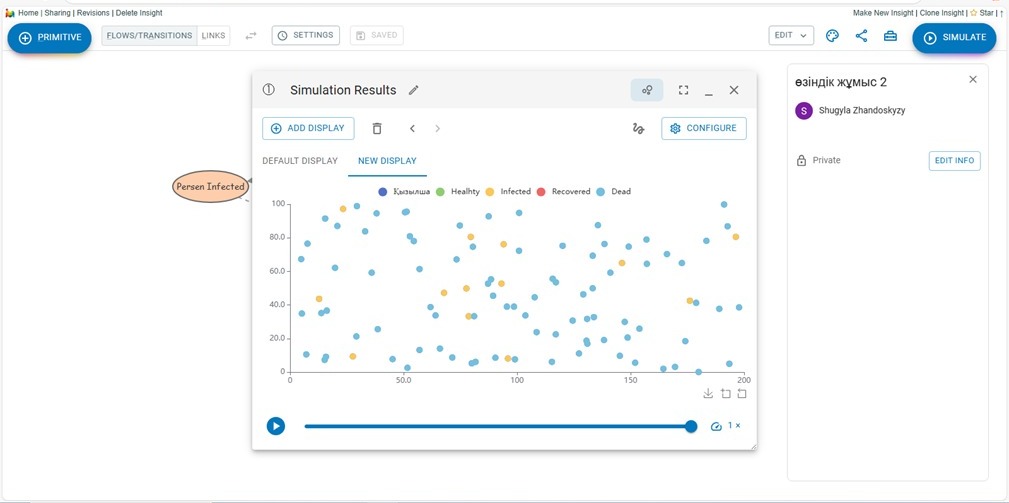 Home | Sharing | Revisions | Delete Insight
Make New Insight | Clone Insight | Star |
PRIMITIVE
FLOWS/TRANSITIONS
LINKS
SETTINGS
SAVED
EDIT
SIMULATE
Simulation Results
ADD DISPLAY
CONFIGURE
DEFAULT DISPLAY
NEW DISPLAY
Қызылша
Healhty
Infected
Recovered
Dead
100
80.0
60.0
40.0
20.0
0
0
50.0
100
150
200
1 ×
Persen Infected
өзіндік жұмыс 2
S
Shugyla Zhandoskyzy
Private
EDIT INFO